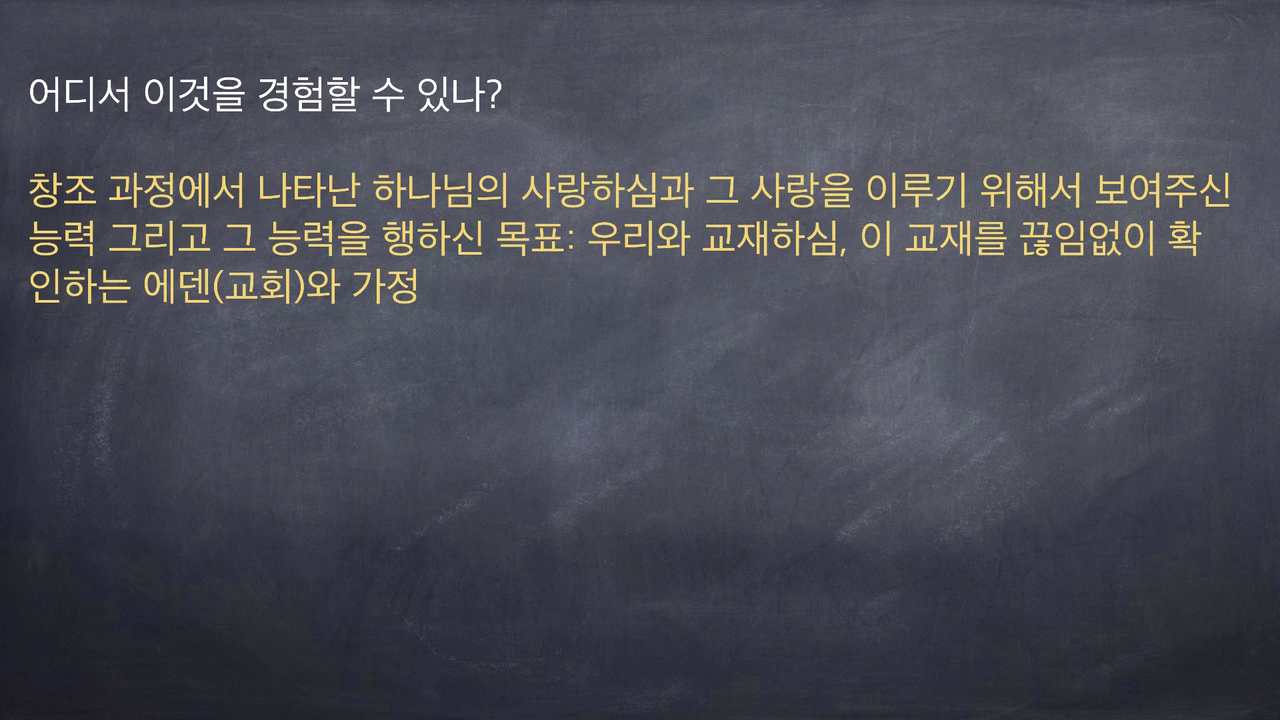 어디서 이것을 경험할 수 있나?
창조 과정에서 나타난 하나님의 사랑하심과 그 사랑을 이루기 위해서 보여주신
능력 그리고 그 능력을 행하신 목표: 우리와 교재하심, 이 교재를 끊임없이 확
인하는 에덴(교회)와 가정